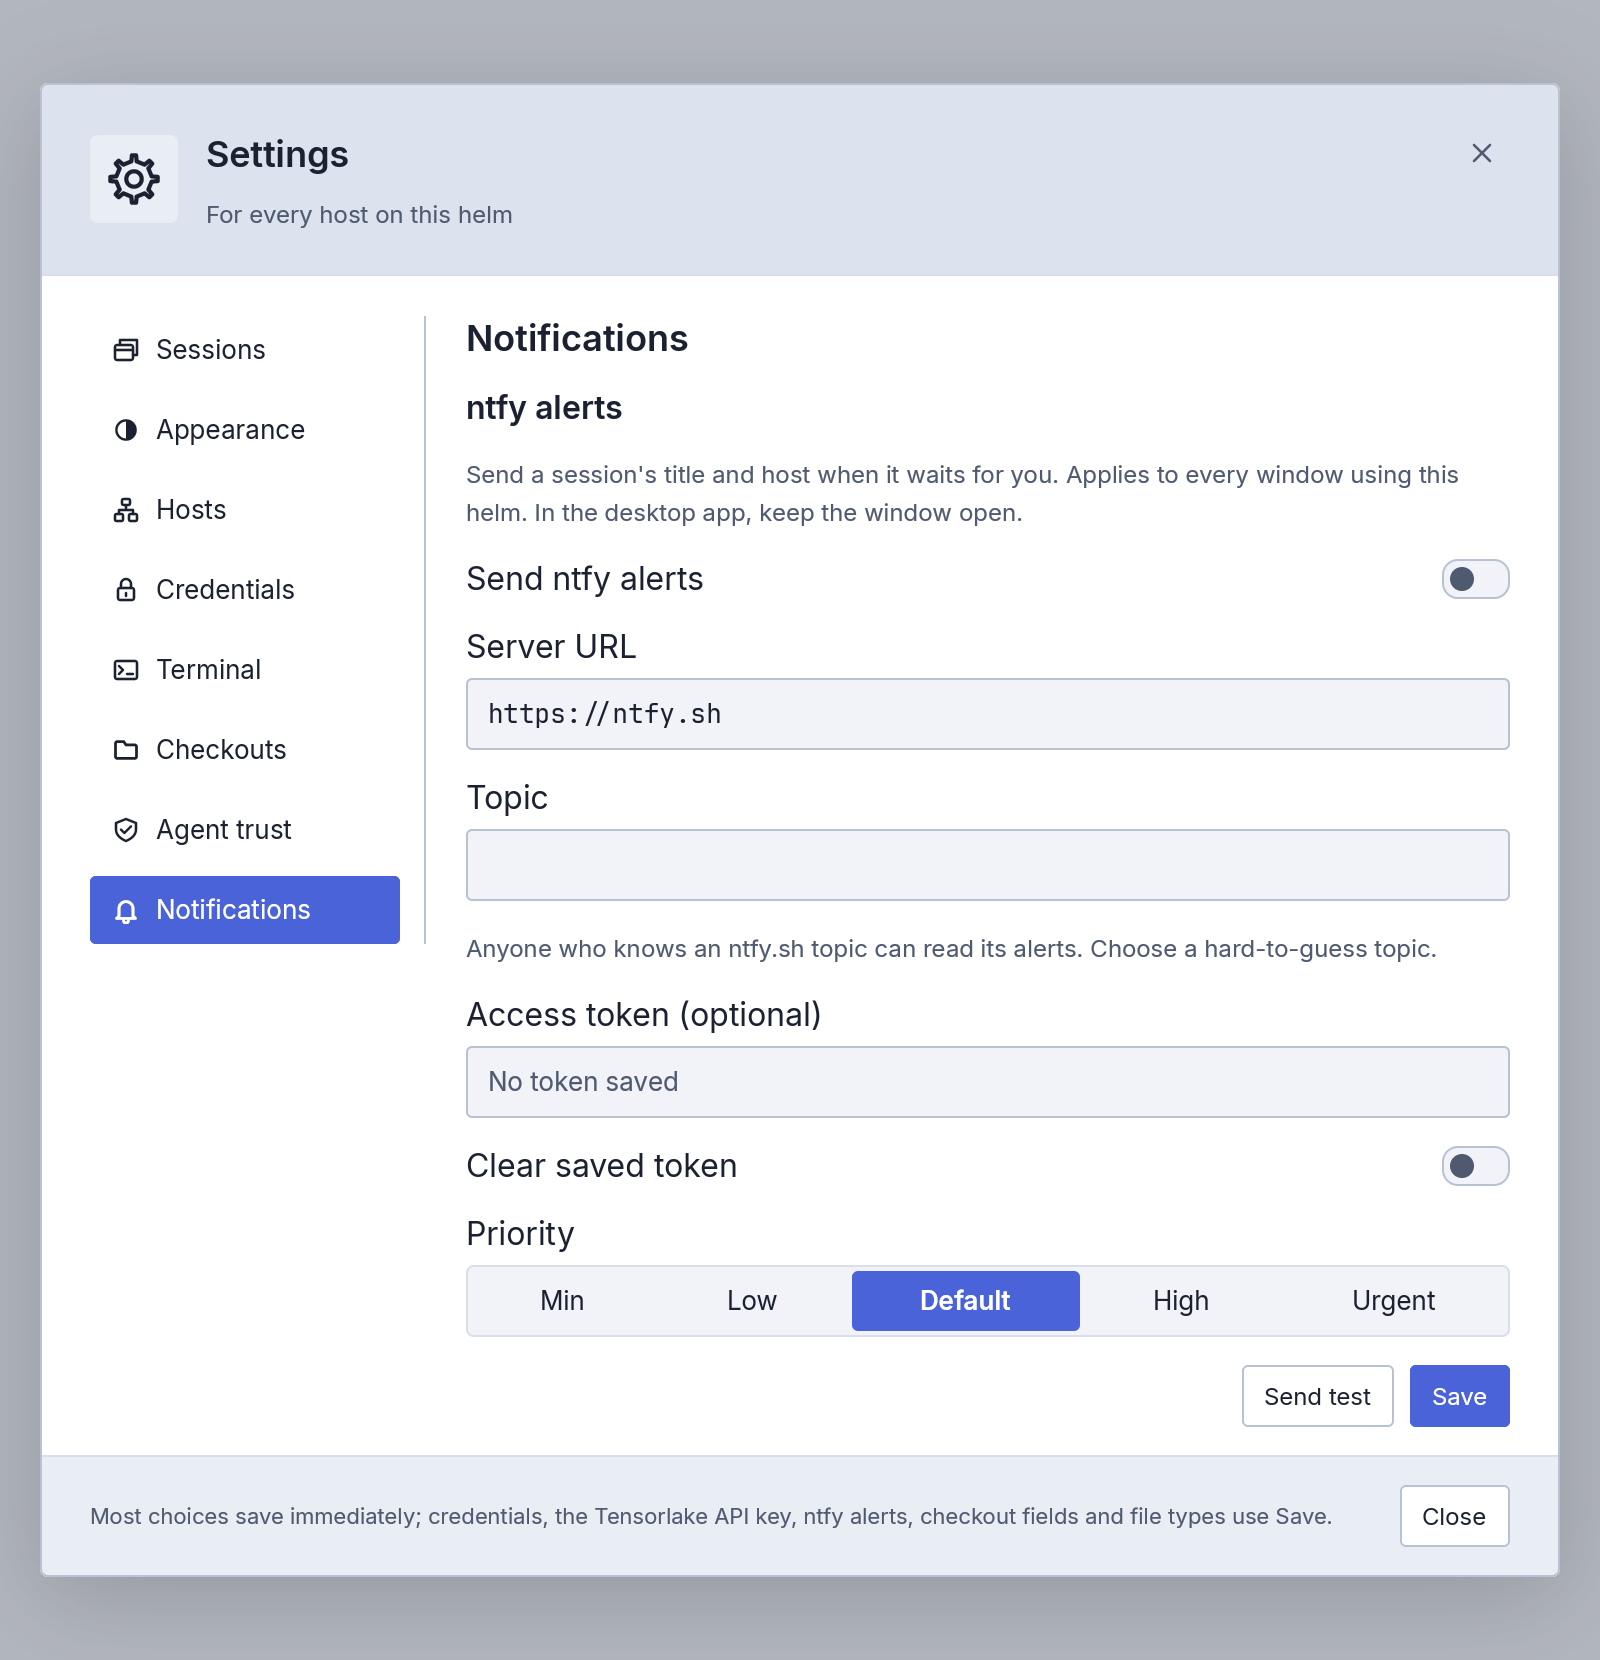 Settings
For every host on this helm
Sessions
Appearance
Hosts
Credentials
Terminal
Checkouts
Agent trust
Notifications
Notifications
ntfy alerts
Send a session's title and host when it waits for you. Applies to every window using this
helm. In the desktop app, keep the window open.
Send ntfy alerts
Server URL
https://ntfy.sh
Topic
Anyone who knows an ntfy.sh topic can read its alerts. Choose a hard-to-guess topic.
Access token (optional)
No token saved
Clear saved token
Priority
Min Low Default High Urgent
Send test Save
Most choices save immediately; credentials, the Tensorlake API key, ntfy alerts, checkout fields and file types use Save.
Close